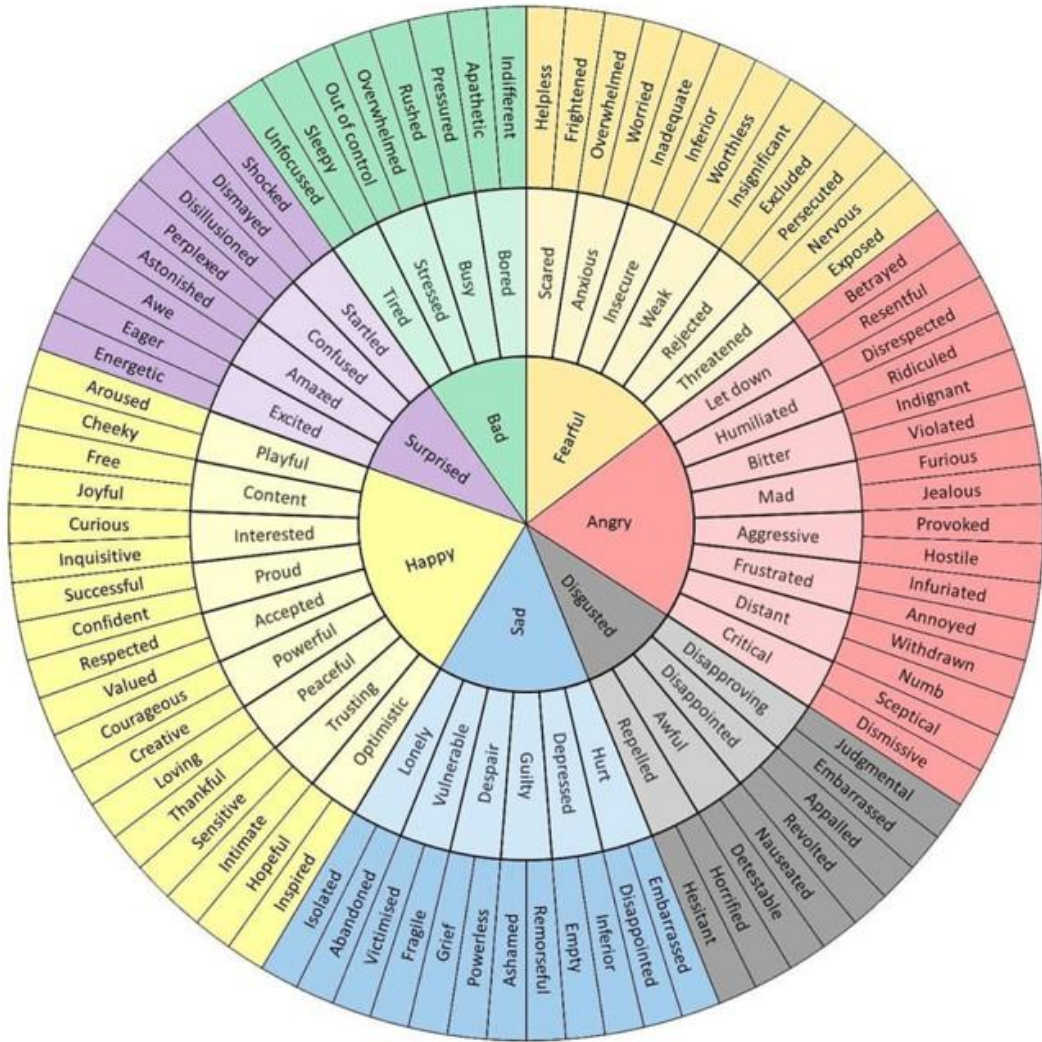 Fearful
Angry
Disgusted
Sad
Happy
Surprised
Bad
Scared
Anxious
Insecure
Weak
Rejected
Threatened
Let down
Humiliated
Bitter
Mad
Aggressive
Frustrated
Distant
Critical
Disapproving
Disappointed
Awful
Repelled
Hurt
Depressed
Guilty
Despair
Vulnerable
Lonely
Optimistic
Trusting
Peaceful
Powerful
Accepted
Proud
Interested
Content
Playful
Excited
Amazed
Confused
Startled
Tired
Stressed
Busy
Bored
Helpless
Frightened
Overwhelmed
Worried
Inadequate
Inferior
Worthless
Insignificant
Excluded
Persecuted
Nervous
Exposed
Betrayed
Resentful
Disrespected
Ridiculed
Indignant
Violated
Furious
Jealous
Provoked
Hostile
Infuriated
Annoyed
Withdrawn
Numb
Sceptical
Dismissive
Judgmental
Embarrassed
Appalled
Revolted
Nauseated
Detestable
Horrified
Hesitant
Embarrassed
Disappointed
Inferior
Empty
Remorseful
Ashamed
Powerless
Grief
Fragile
Victimised
Abandoned
Isolated
Inspired
Hopeful
Intimate
Sensitive
Thankful
Loving
Creative
Courageous
Valued
Respected
Confident
Successful
Inquisitive
Curious
Joyful
Free
Cheeky
Aroused
Energetic
Eager
Awe
Astonished
Perplexed
Disillusioned
Dismayed
Shocked
Unfocussed
Sleepy
Out of control
Overwhelmed
Rushed
Pressured
Apathetic
Indifferent